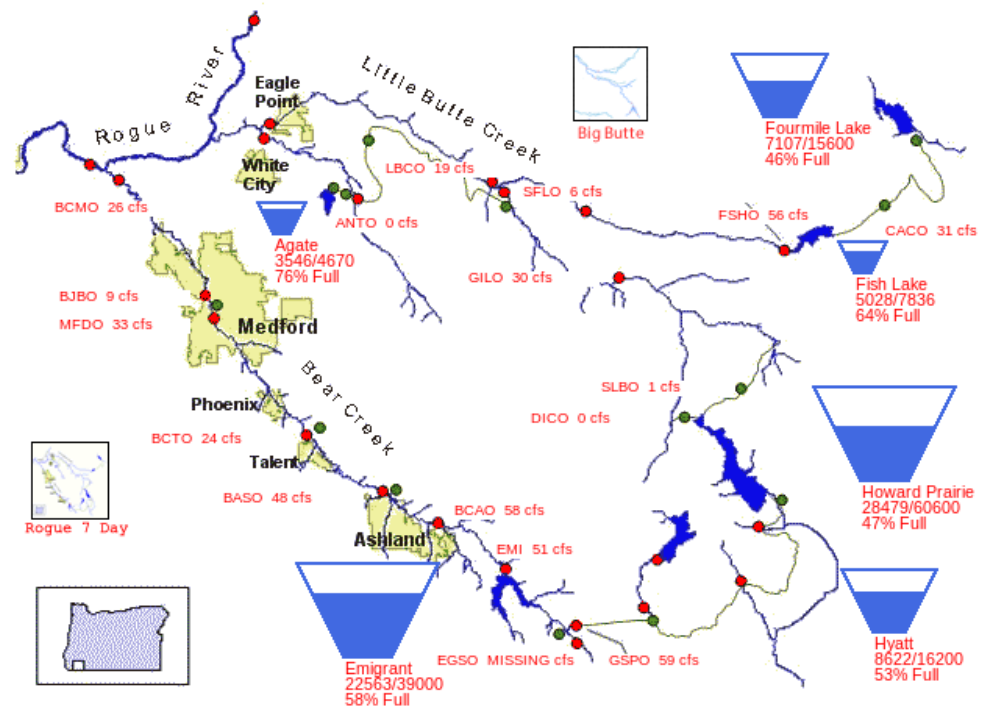 Rogue River
Little Butte Creek
Eagle
Point
White
City
Big Butte
Fourmile Lake
7107/15600
46% Full
LBCO 19 cfs
SFLO 6 cfs
BCMO 26 cfs
ANTO 0 cfs
FSHO 56 cfs
CACO 31 cfs
Agate
3546/4670
76% Full
GILO 30 cfs
Fish Lake
5028/7836
64% Full
BJBO 9 cfs
MFDO 33 cfs
Medford
Bear Creek
Phoenix
SLBO 1 cfs
DICO 0 cfs
BCTO 24 cfs
Talent
BASO 48 cfs
Howard Prairie
28479/60600
47% Full
Rogue 7 Day
BCAO 58 cfs
Ashland
EMI 51 cfs
Hyatt
8622/16200
53% Full
EGSO MISSING cfs
GSPO 59 cfs
Emigrant
22563/39000
58% Full